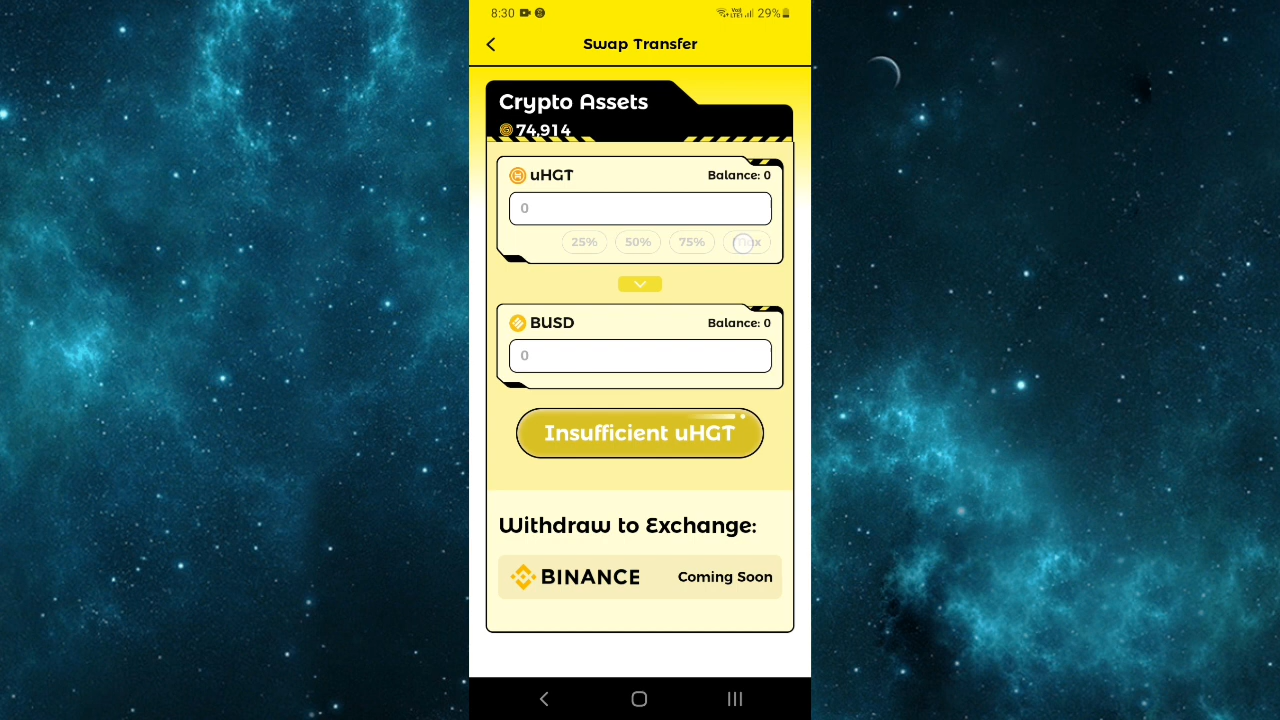 8:30 29%
Swap Transfer
Crypto Assets
74,914
uHGT Balance: 0
0
25% 50% 75% max
BUSD Balance: 0
0
Insufficient uHGT
Withdraw to Exchange:
BINANCE Coming Soon